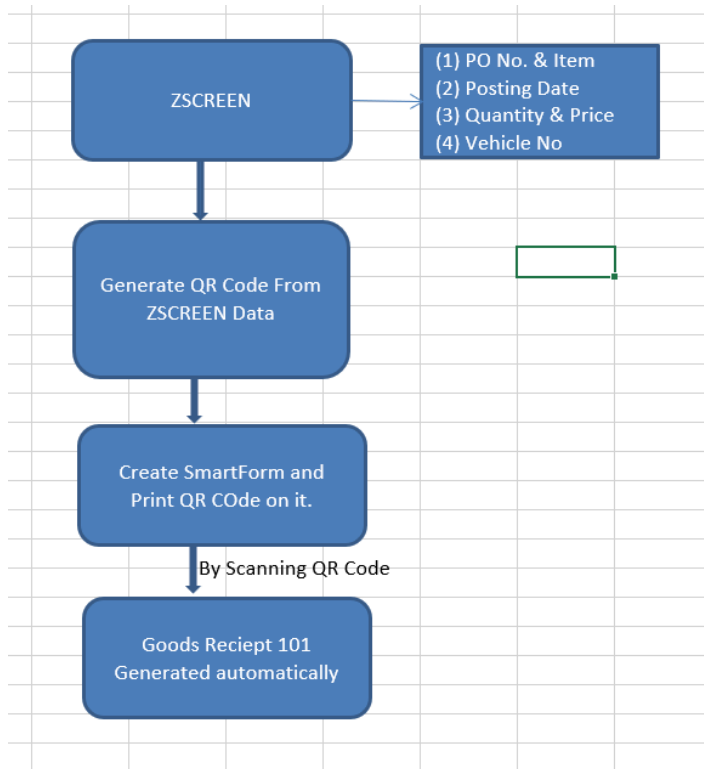 ZSCREEN
(1) PO No. & Item
(2) Posting Date
(3) Quantity & Price
(4) Vehicle No
Generate QR Code From
ZSCREEN Data
Create SmartForm and
Print QR COde on it.
By Scanning QR Code
Goods Reciept 101
Generated automatically